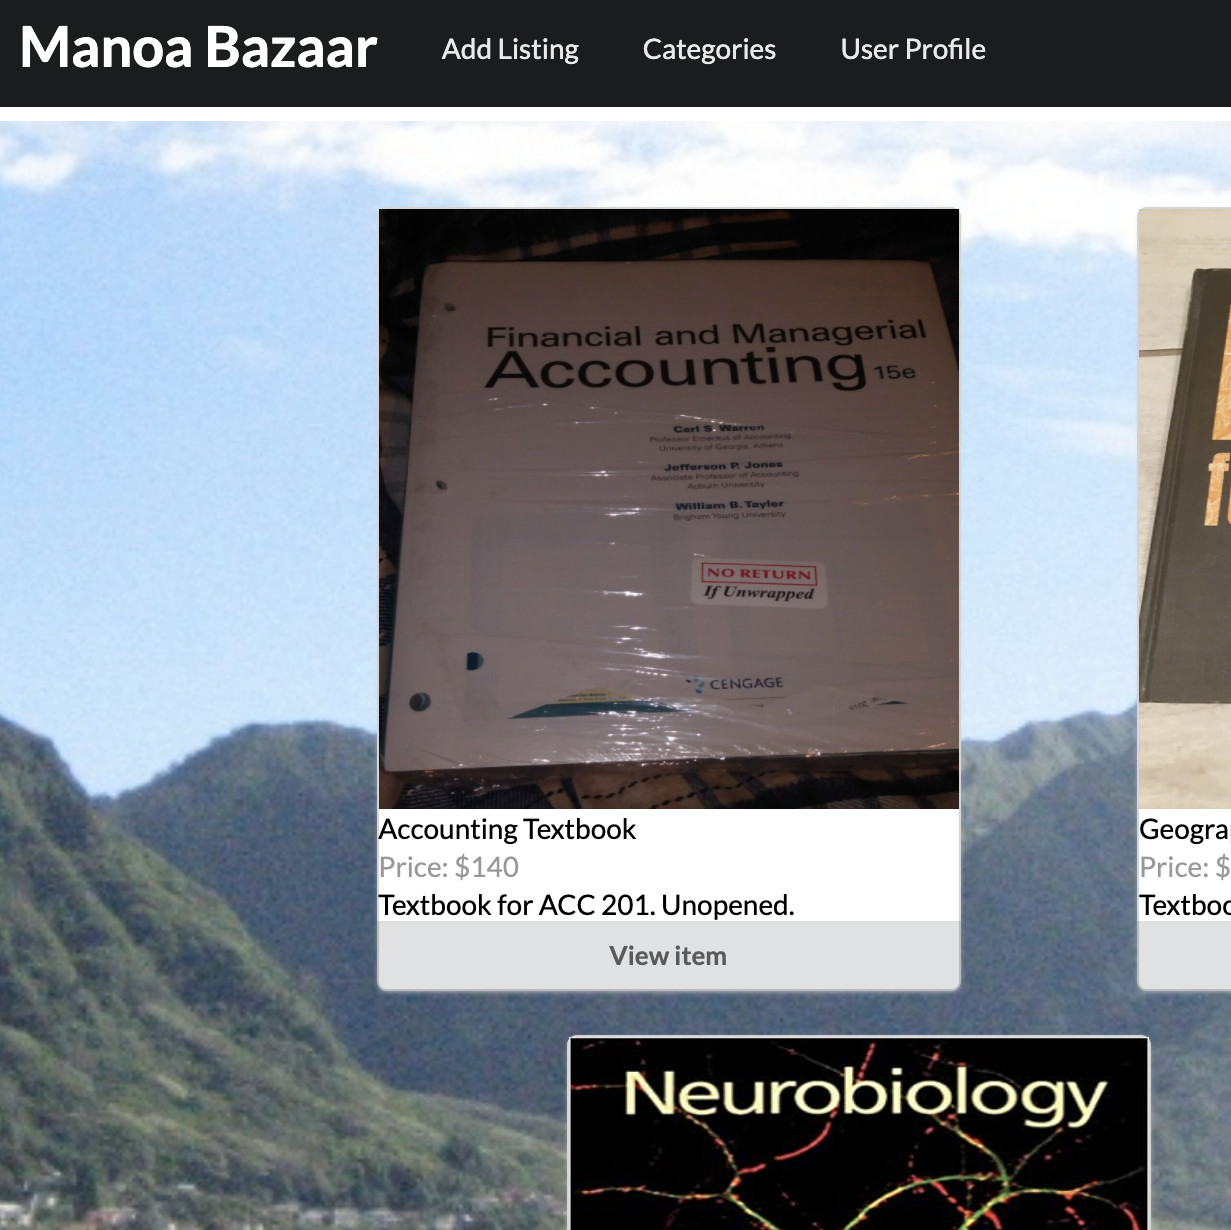 Manoa Bazaar Add Listing Categories User Profile
Financial and Managerial
Accounting 15e
Carl S. Warren
Professor Emeritus of Accounting
University of Georgia, Athens
Jefferson P. Jones
Associate Professor of Accounting
Auburn University
William B. Tayler
Brigham Young University
NO RETURN
If Unwrapped
CENGAGE
Accounting Textbook
Price: $140
Textbook for ACC 201. Unopened.
View item
Geogra
Price: $
Textboo
Neurobiology